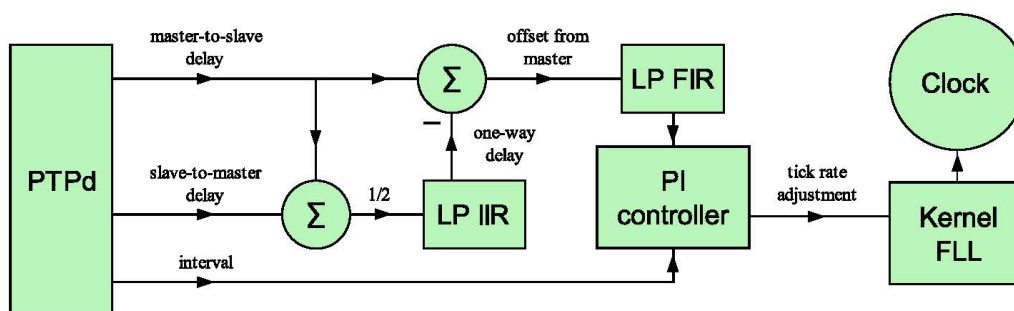 master-to-slave
delay
offset from
master
Σ
LP FIR
Clock
−
one-way
delay
PTPd
slave-to-master
delay
Σ
1/2
LP IIR
PI
controller
tick rate
adjustment
Kernel
FLL
interval